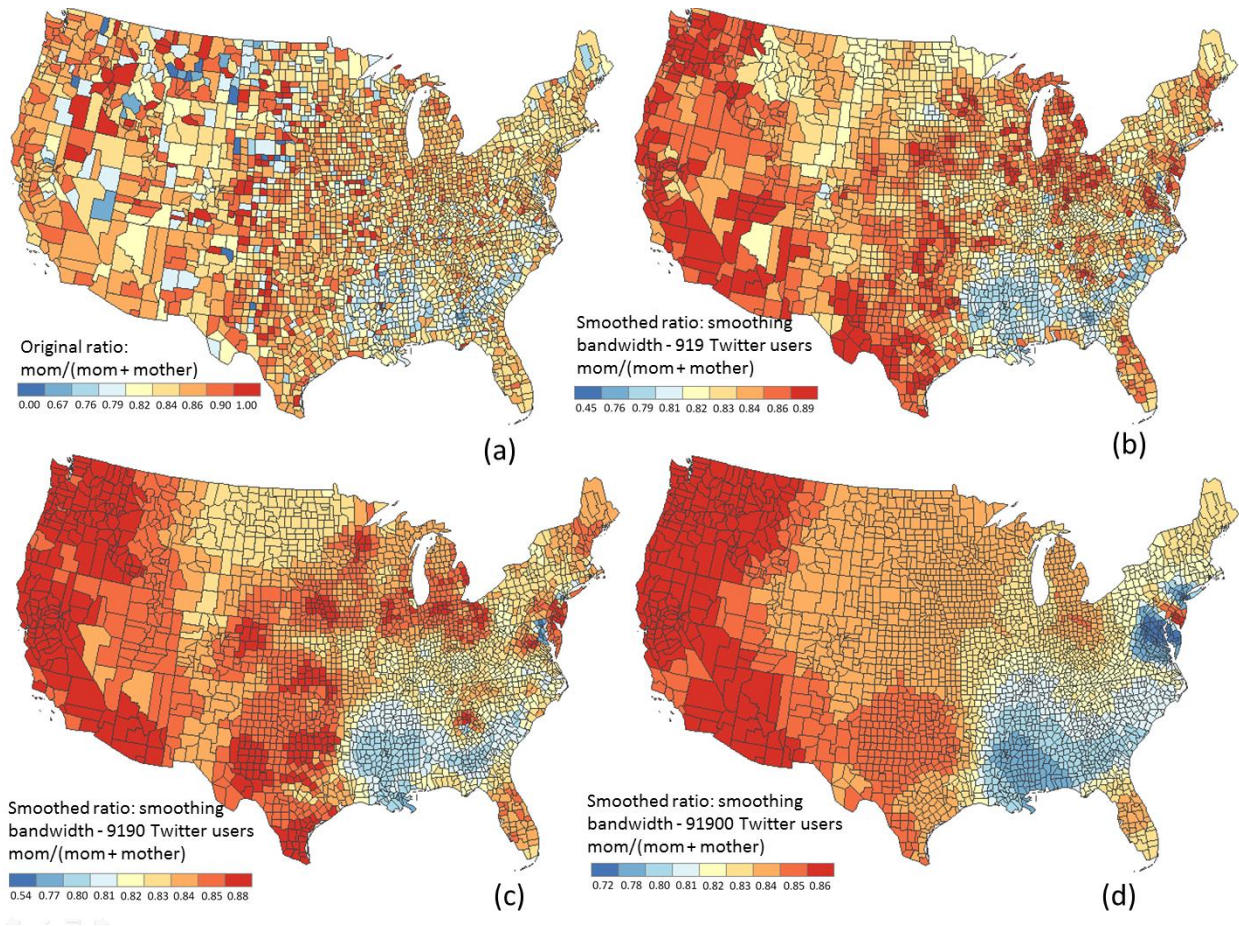 Original ratio:
mom/(mom + mother)
0.00 0.67 0.76 0.79 0.82 0.84 0.86 0.90 1.00
(a)
Smoothed ratio: smoothing
bandwidth - 919 Twitter users
mom/(mom + mother)
0.45 0.76 0.79 0.81 0.82 0.83 0.84 0.86 0.89
(b)
Smoothed ratio: smoothing
bandwidth - 9190 Twitter users
mom/(mom + mother)
0.54 0.77 0.80 0.81 0.82 0.83 0.84 0.85 0.88
(c)
Smoothed ratio: smoothing
bandwidth - 91900 Twitter users
mom/(mom + mother)
0.72 0.78 0.80 0.81 0.82 0.83 0.84 0.85 0.86
(d)